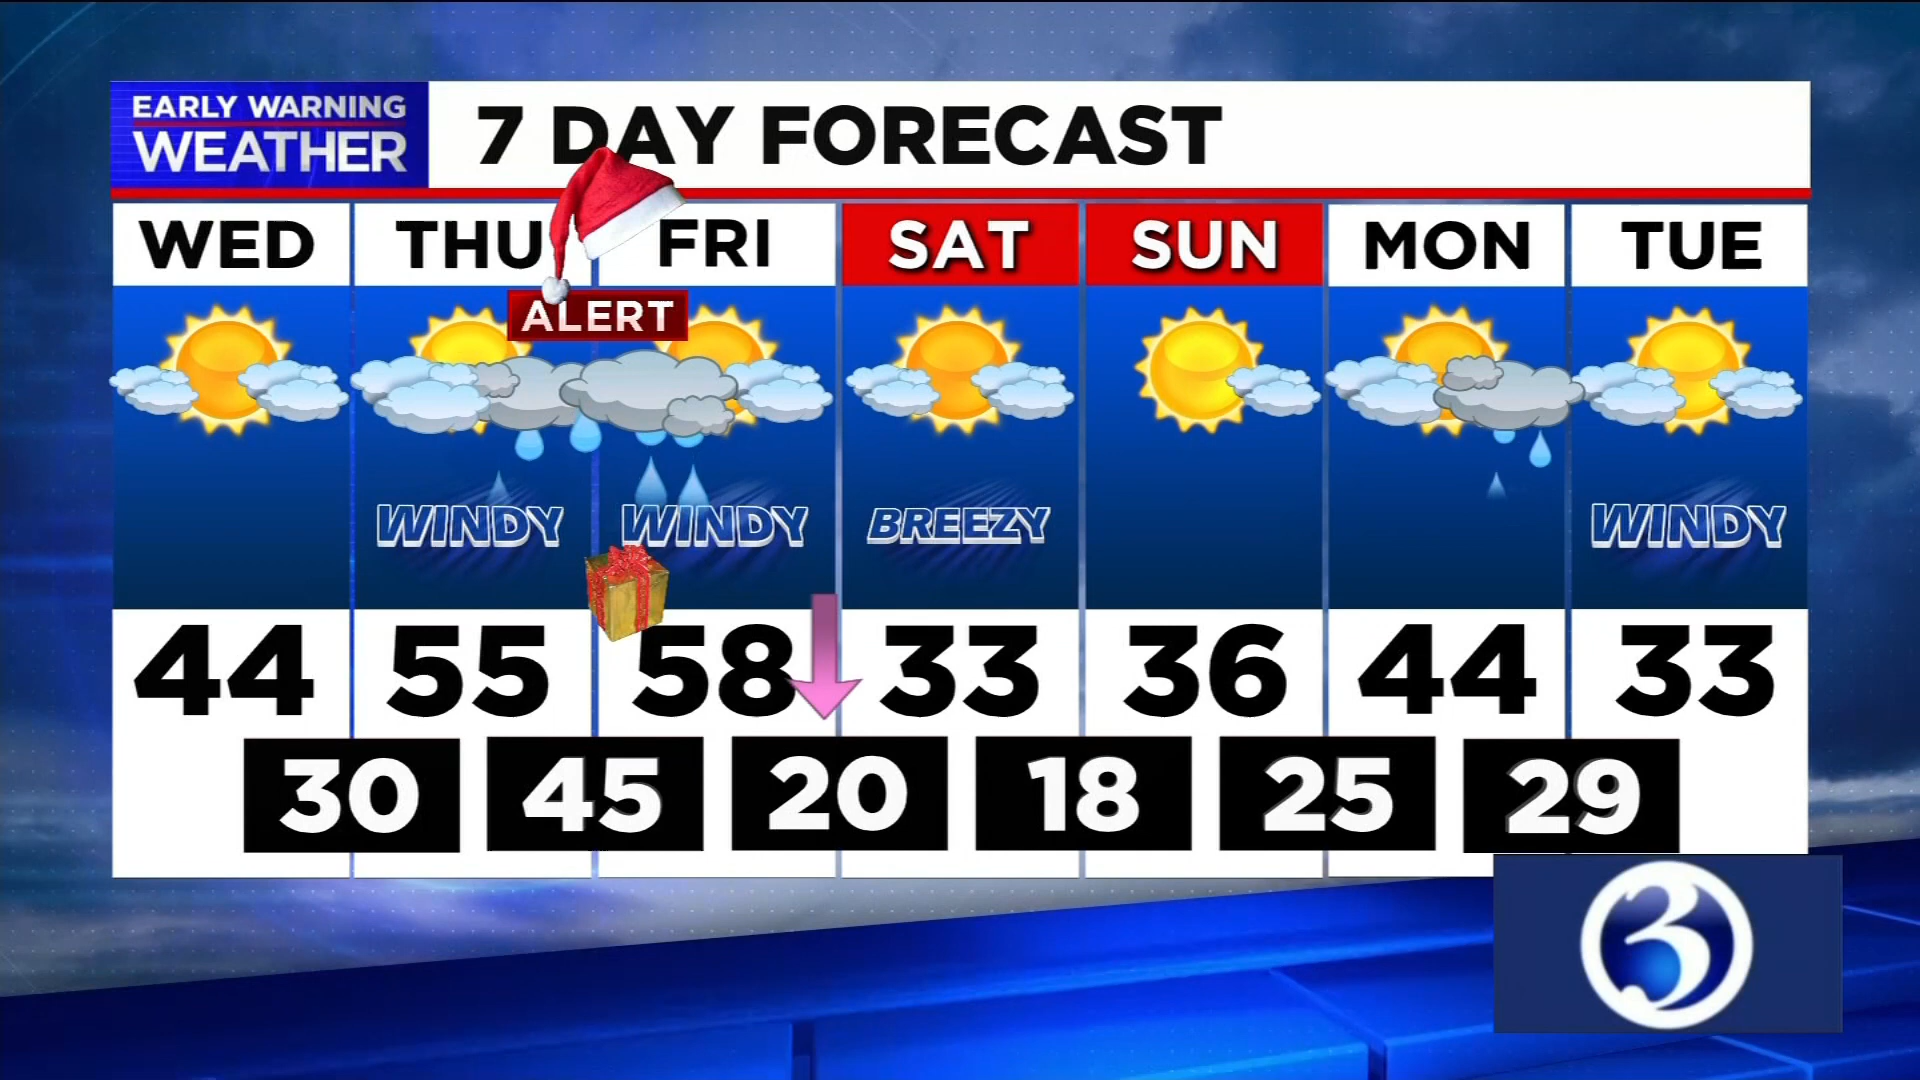 EARLY WARNING
WEATHER
7 DAY FORECAST
WED THU FRI SAT SUN MON TUE
ALERT
WINDY WINDY BREEZY WINDY
44 55 58 33 36 44 33
30 45 20 18 25 29
3